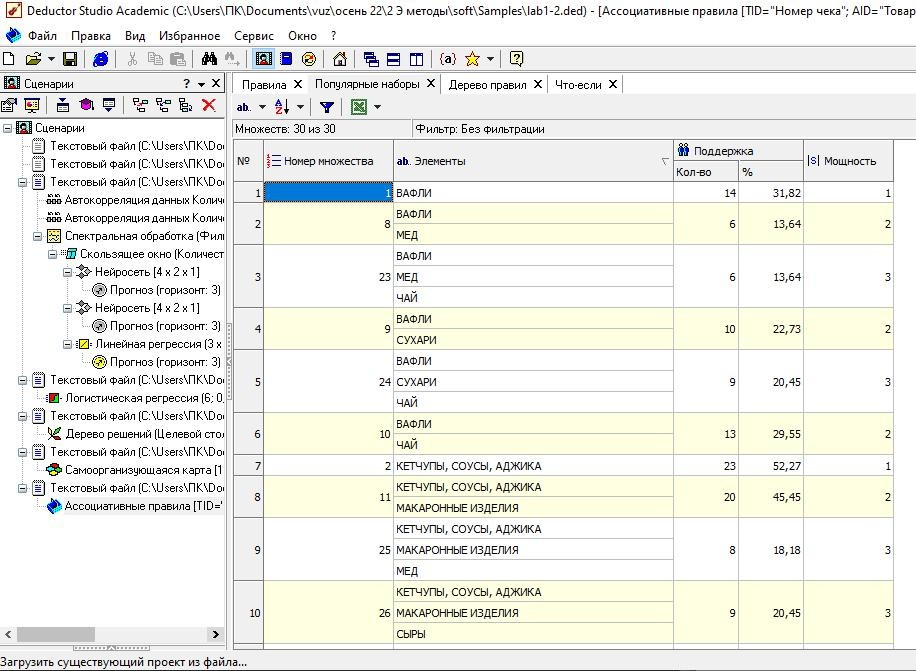 Deductor Studio Academic (C:\Users\ПК\Documents\vuz\осень 22\2 Э методы\soft\Samples\lab1-2.ded) - [Ассоциативные правила [TID="Номер чека"; AID="Товар
Файл Правка Вид Избранное Сервис Окно ?
Сценарии
Правила X Популярные наборы X Дерево правил X Что-если X
Множеств: 30 из 30 Фильтр: Без фильтрации
Сценарии
Текстовый файл (C:\Users\ПК\Doc
Текстовый файл (C:\Users\ПК\Doc
Текстовый файл (C:\Users\ПК\Doc
Автокорреляция данных Колич
Автокорреляция данных Колич
Спектральная обработка (Фил
Скользящее окно (Количест
Нейросеть [4 x 2 x 1]
Прогноз (горизонт: 3)
Нейросеть [4 x 2 x 1]
Прогноз (горизонт: 3)
Линейная регрессия (3 x
Прогноз (горизонт: 3)
Текстовый файл (C:\Users\ПК\Doc
Логистическая регрессия (6; 0,
Текстовый файл (C:\Users\ПК\Doc
Дерево решений (Целевой стол
Текстовый файл (C:\Users\ПК\Doc
Самоорганизующаяся карта [1
Текстовый файл (C:\Users\ПК\Doc
Ассоциативные правила [TID="
№ Номер множества ab. Элементы Поддержка Мощность
Кол-во %
1 1 ВАФЛИ 14 31,82 1
2 8 ВАФЛИ 6 13,64 2
МЕД
3 23 ВАФЛИ 6 13,64 3
МЕД
ЧАЙ
4 9 ВАФЛИ 10 22,73 2
СУХАРИ
5 24 ВАФЛИ 9 20,45 3
СУХАРИ
ЧАЙ
6 10 ВАФЛИ 13 29,55 2
ЧАЙ
7 2 КЕТЧУПЫ, СОУСЫ, АДЖИКА 23 52,27 1
8 11 КЕТЧУПЫ, СОУСЫ, АДЖИКА 20 45,45 2
МАКАРОННЫЕ ИЗДЕЛИЯ
9 25 КЕТЧУПЫ, СОУСЫ, АДЖИКА 8 18,18 3
МАКАРОННЫЕ ИЗДЕЛИЯ
МЕД
10 26 КЕТЧУПЫ, СОУСЫ, АДЖИКА 9 20,45 3
МАКАРОННЫЕ ИЗДЕЛИЯ
СЫРЫ
Загрузить существующий проект из файла...